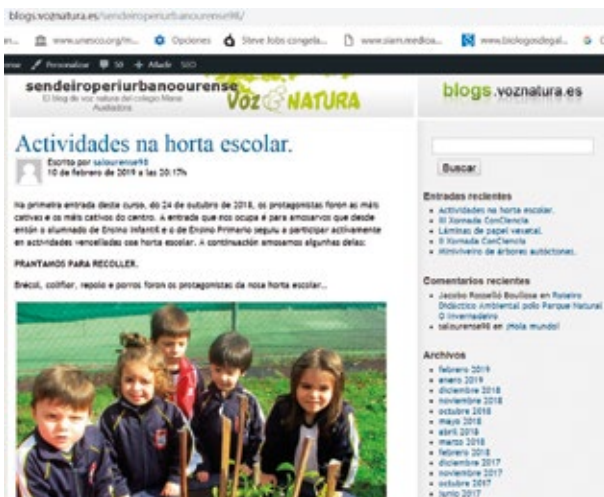 blogs.voznatura.es/sendeiroperiurbanoourense98/
www.unesco.org/m...
Opciones
Steve Jobs congela...
www.siam.medioa...
www.biologosdegal...
Personalizar 50 + Añadir SEO
sendeiroperiurbanoourense
El blog de voz natura del colegio María Auxiliadora
VOZ NATURA
blogs.voznatura.es
Actividades na horta escolar.
Escrito por salourense98
10 de febrero de 2019 a las 20:17h
Na primeira entrada deste curso, do 24 de outubro de 2018, os protagonistas foron as máis
cativas e os máis cativos do centro. A entrada que nos ocupa é para amosarvos que desde
entón o alumnado de Ensino Infantil e o de Ensino Primario seguiu a participar activamente
en actividades vencelladas coa horta escolar. A continuación amosamos algunhas delas:
PRANTAMOS PARA RECOLLER.
Brécol, coliflor, repolo e porros foron os protagonistas da nosa horta escolar...
Buscar
Entradas recientes
Actividades na horta escolar.
III Xornada ConCiencia
Láminas de papel vexetal.
II Xornada ConCiencia
Miniviveiro de árbores autóctonas.
Comentarios recientes
Jacobo Rosselló Boullosa en Roteiro
Didáctico Ambiental polo Parque Natural
O Invernadeiro
salourense98 en ¡Hola mundo!
Archivos
febrero 2019
enero 2019
diciembre 2018
noviembre 2018
octubre 2018
mayo 2018
abril 2018
marzo 2018
febrero 2018
diciembre 2017
noviembre 2017
octubre 2017
junio 2017